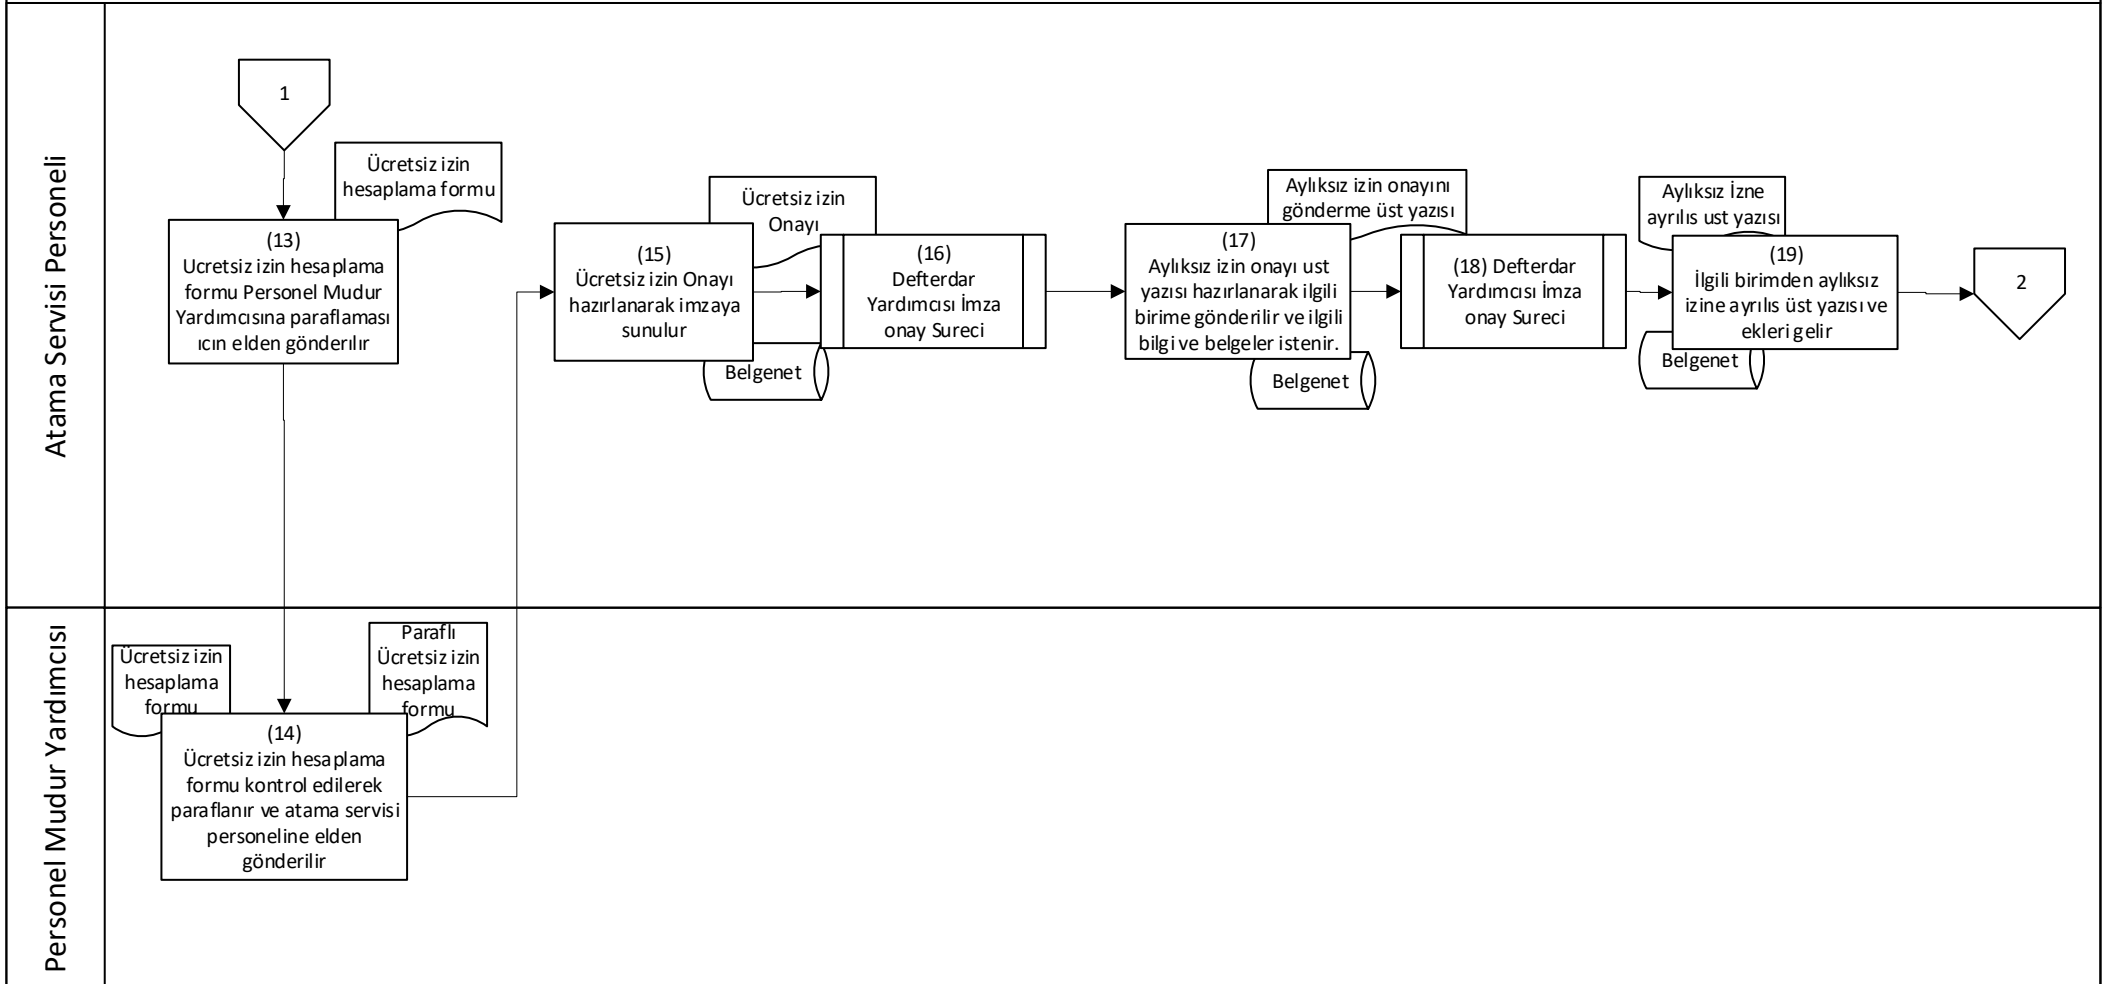 Atama Servisi Personeli
1
Ücretsiz izin
hesaplama formu
(13)
Ucretsiz izin hesaplama
formu Personel Mudur
Yardımcısına paraflaması
ıcın elden gönderılır
Ücretsiz izin
Onayı
(15)
Ücretsiz izin Onayı
hazırlanarak imzaya
sunulur
Belgenet
(16)
Defterdar
Yardımcısı İmza
onay Sureci
Aylıksız izin onayını
gönderme üst yazısı
(17)
Aylıksız izin onayı ust
yazısı hazırlanarak ilgili
birime gönderilir ve ilgili
bilgi ve belgeler istenir.
Belgenet
(18) Defterdar
Yardımcısı İmza
onay Sureci
Aylıksız İzne
ayrılıs ust yazısı
(19)
İlgili birimden aylıksız
izine ayrılıs üst yazısı ve
ekleri gelir
Belgenet
2
Personel Mudur Yardımcısı
Ücretsiz izin
hesaplama
formu
Paraflı
Ücretsiz izin
hesaplama
formu
(14)
Ücretsiz izin hesaplama
formu kontrol edilerek
paraflanır ve atama servisi
personeline elden
gönderilir